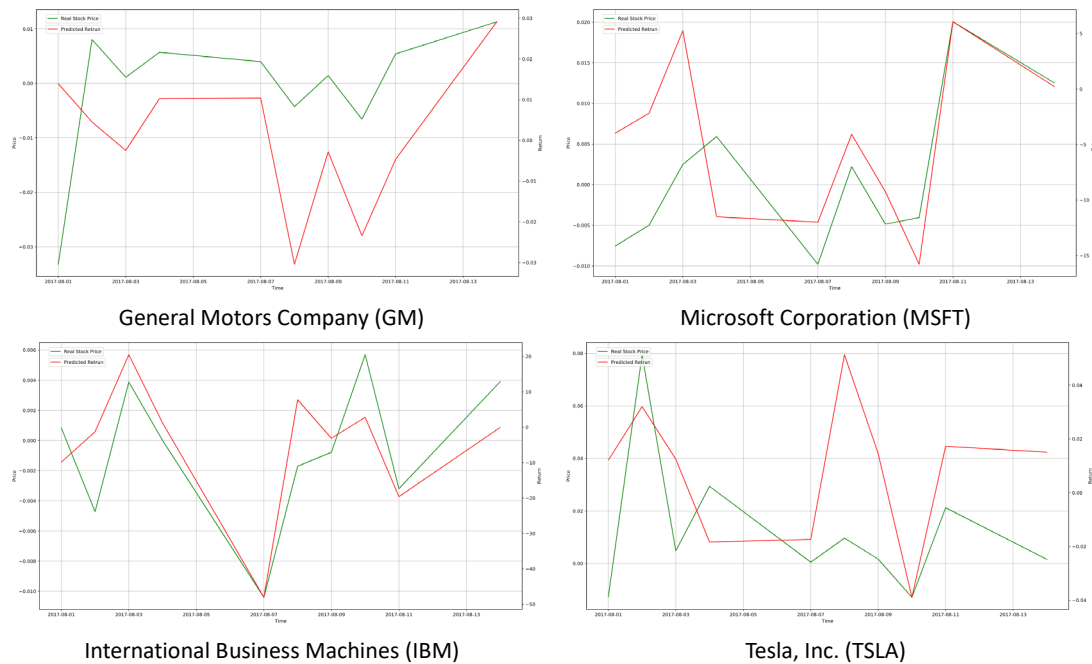 Real Stock Price
Predicted Retrun
0.01
0.00
−0.01
−0.02
−0.03
Price
0.03
0.02
0.01
0.00
−0.01
−0.02
−0.03
Return
2017-08-01 2017-08-03 2017-08-05 2017-08-07 2017-08-09 2017-08-11 2017-08-13
Time
General Motors Company (GM)
Real Stock Price
Predicted Retrun
0.020
0.015
0.010
0.005
0.000
−0.005
−0.010
Price
5
0
−5
−10
−15
2017-08-01 2017-08-03 2017-08-05 2017-08-07 2017-08-09 2017-08-11 2017-08-13
Time
Microsoft Corporation (MSFT)
Real Stock Price
Predicted Retrun
0.006
0.004
0.002
0.000
−0.002
−0.004
−0.006
−0.008
−0.010
Price
20
10
0
−10
−20
−30
−40
−50
Return
2017-08-01 2017-08-03 2017-08-05 2017-08-07 2017-08-09 2017-08-11 2017-08-13
Time
International Business Machines (IBM)
Real Stock Price
Predicted Retrun
0.08
0.06
0.04
0.02
0.00
Price
0.04
0.02
0.00
−0.02
−0.04
Return
2017-08-01 2017-08-03 2017-08-05 2017-08-07 2017-08-09 2017-08-11 2017-08-13
Time
Tesla, Inc. (TSLA)